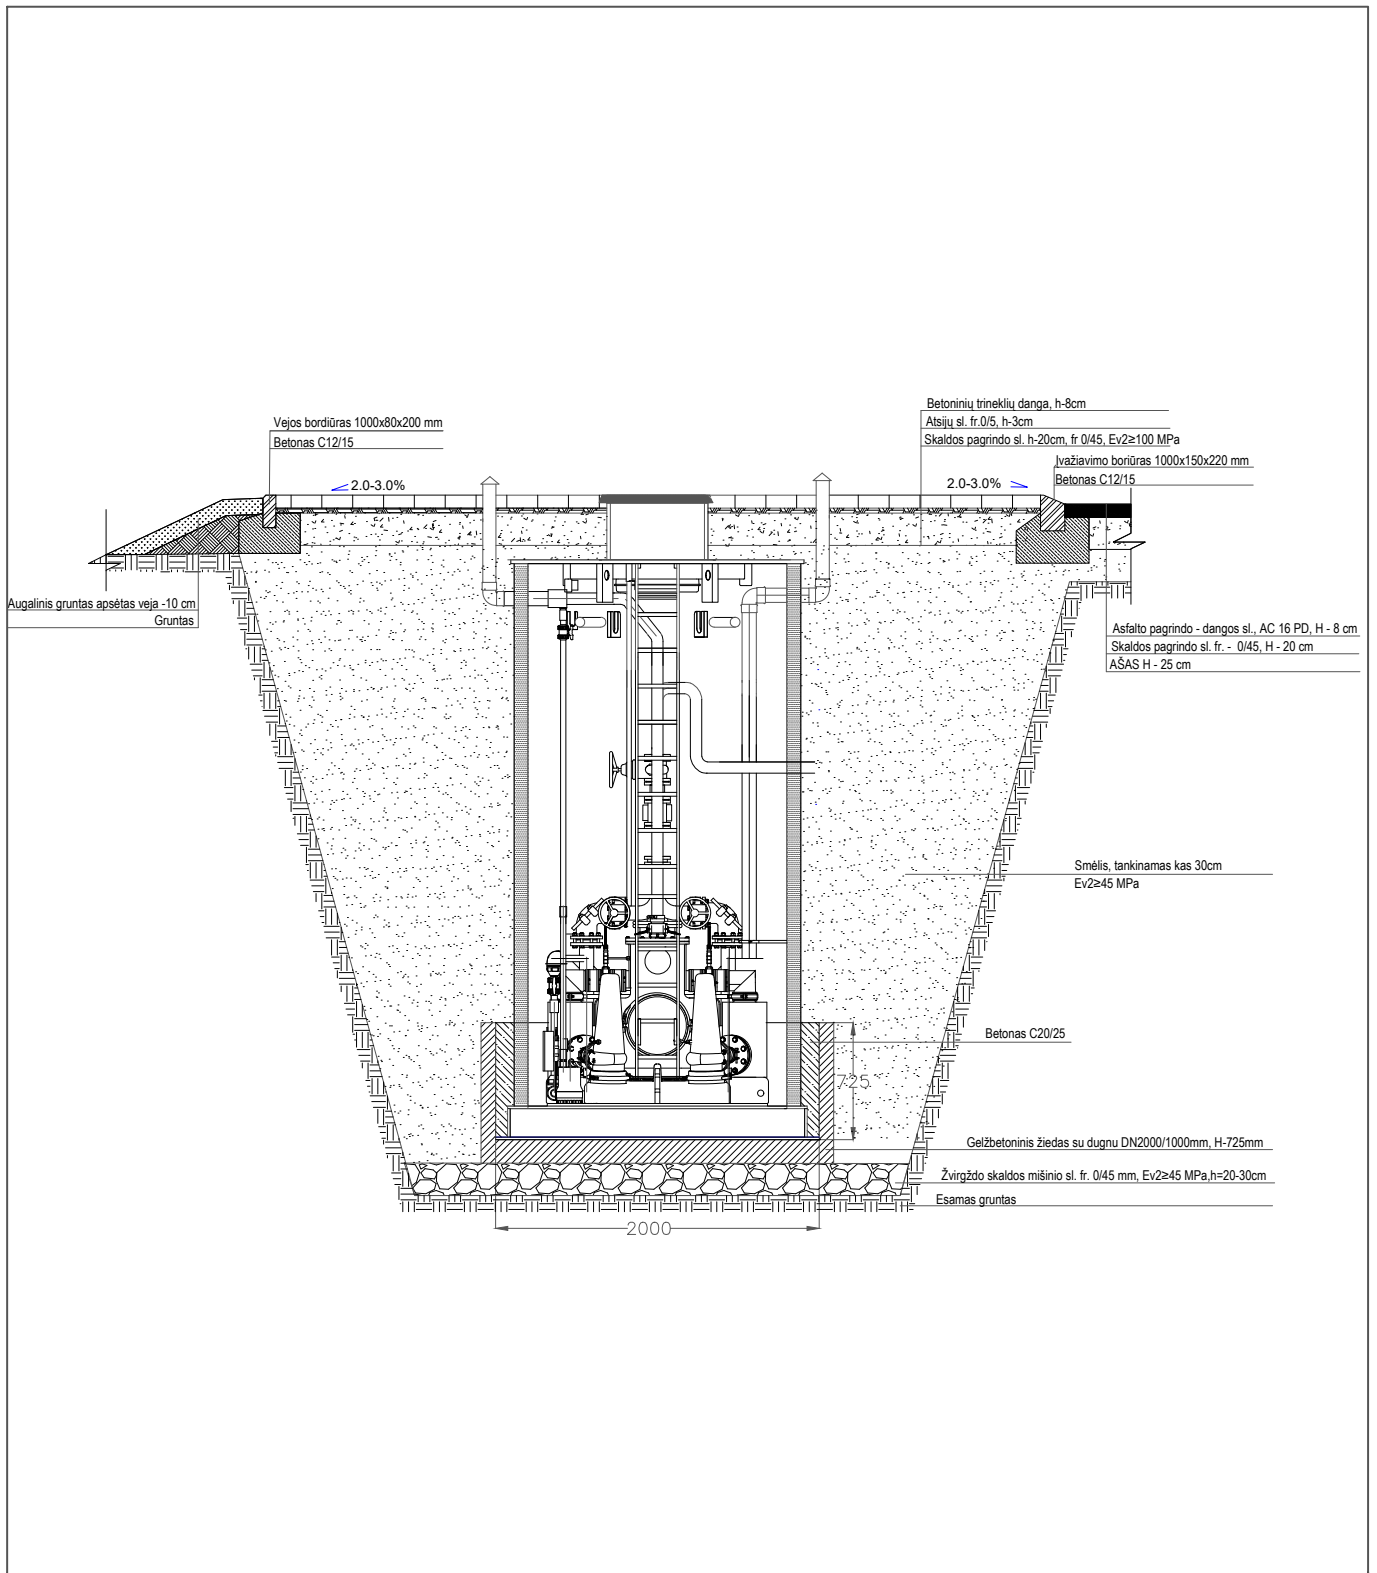 Betoninių trineklių danga, h-8cm
Atsijų sl. fr.0/5, h-3cm
Skaldos pagrindo sl. h-20cm, fr 0/45, Ev2≥100 MPa
Vejos bordiūras 1000x80x200 mm
Betonas C12/15
Įvažiavimo boriūras 1000x150x220 mm
Betonas C12/15
2.0-3.0%
2.0-3.0%
Augalinis gruntas apsėtas veja -10 cm
Gruntas
Asfalto pagrindo - dangos sl., AC 16 PD, H - 8 cm
Skaldos pagrindo sl. fr. - 0/45, H - 20 cm
AŠAS H - 25 cm
Smėlis, tankinamas kas 30cm
Ev2≥45 MPa
Betonas C20/25
725
Gelžbetoninis žiedas su dugnu DN2000/1000mm, H-725mm
Žvirgždo skaldos mišinio sl. fr. 0/45 mm, Ev2≥45 MPa,h=20-30cm
Esamas gruntas
2000